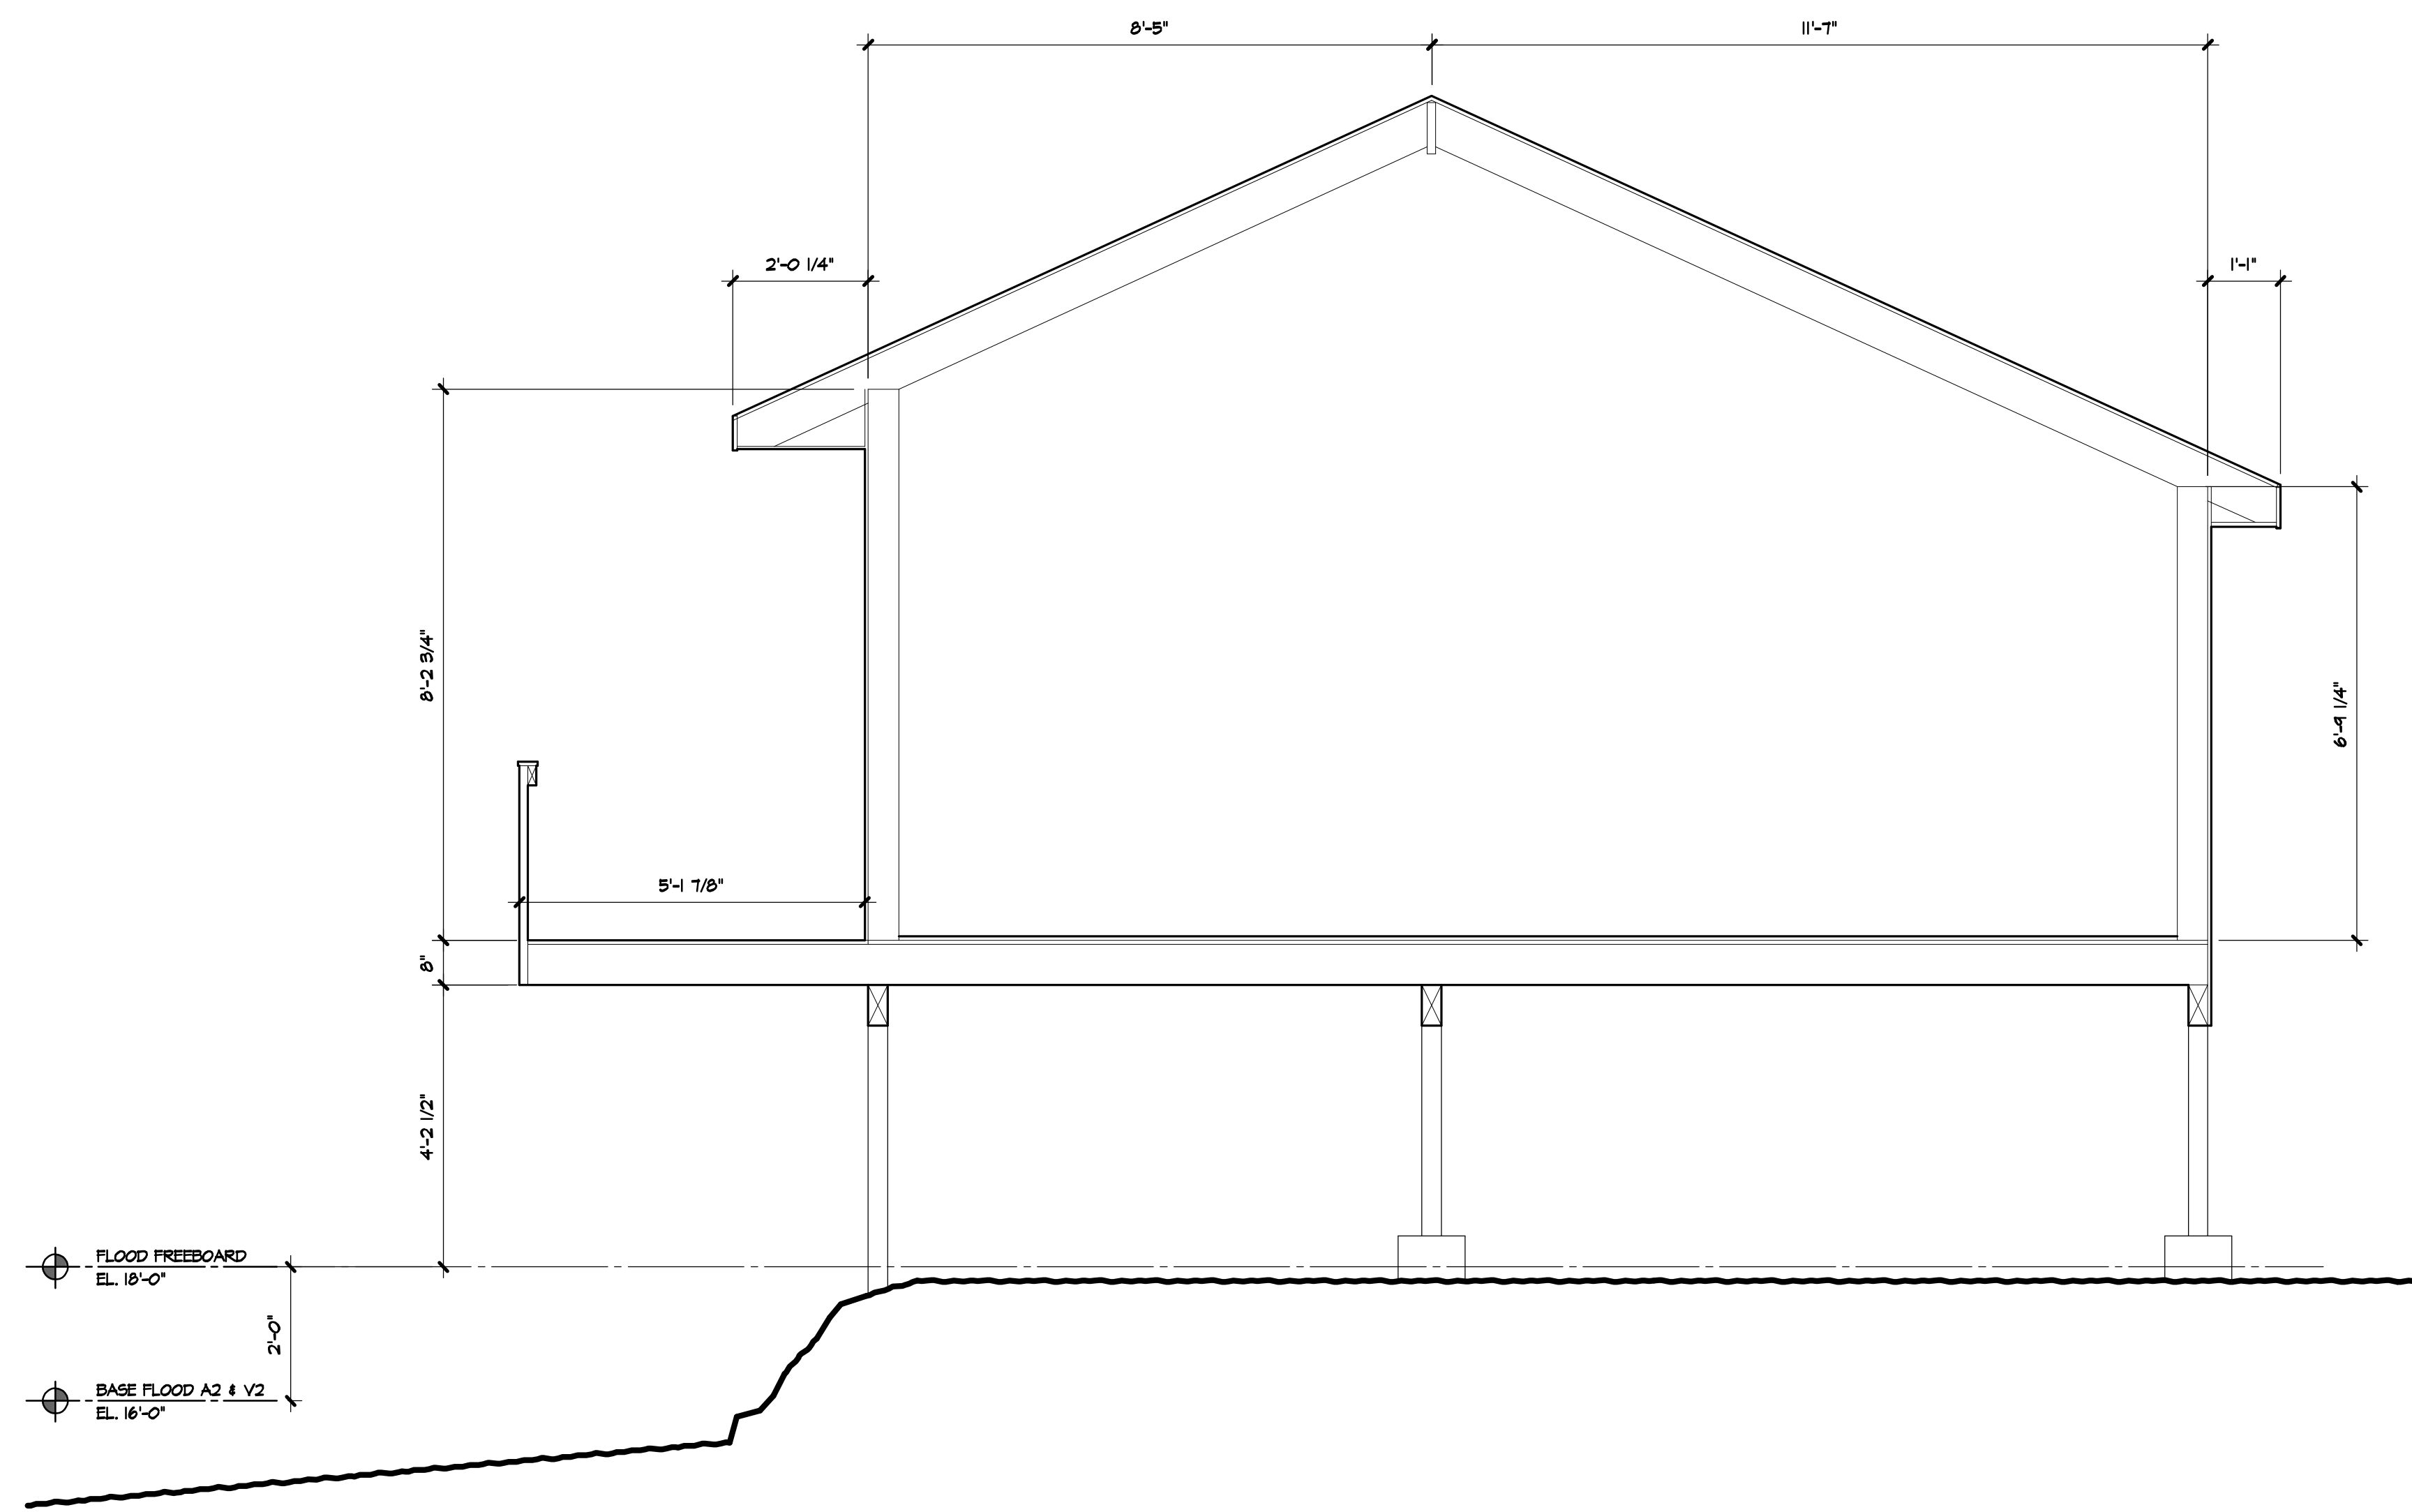 8'-5"
11'-7"
2'-0 1/4"
1'-1"
8'-2 3/4"
6'-9 1/4"
5'-1 7/8"
8"
4'-2 1/2"
FLOOD FREEBOARD
EL. 18'-0"
2'-0"
BASE FLOOD A2 & V2
EL. 16'-0"